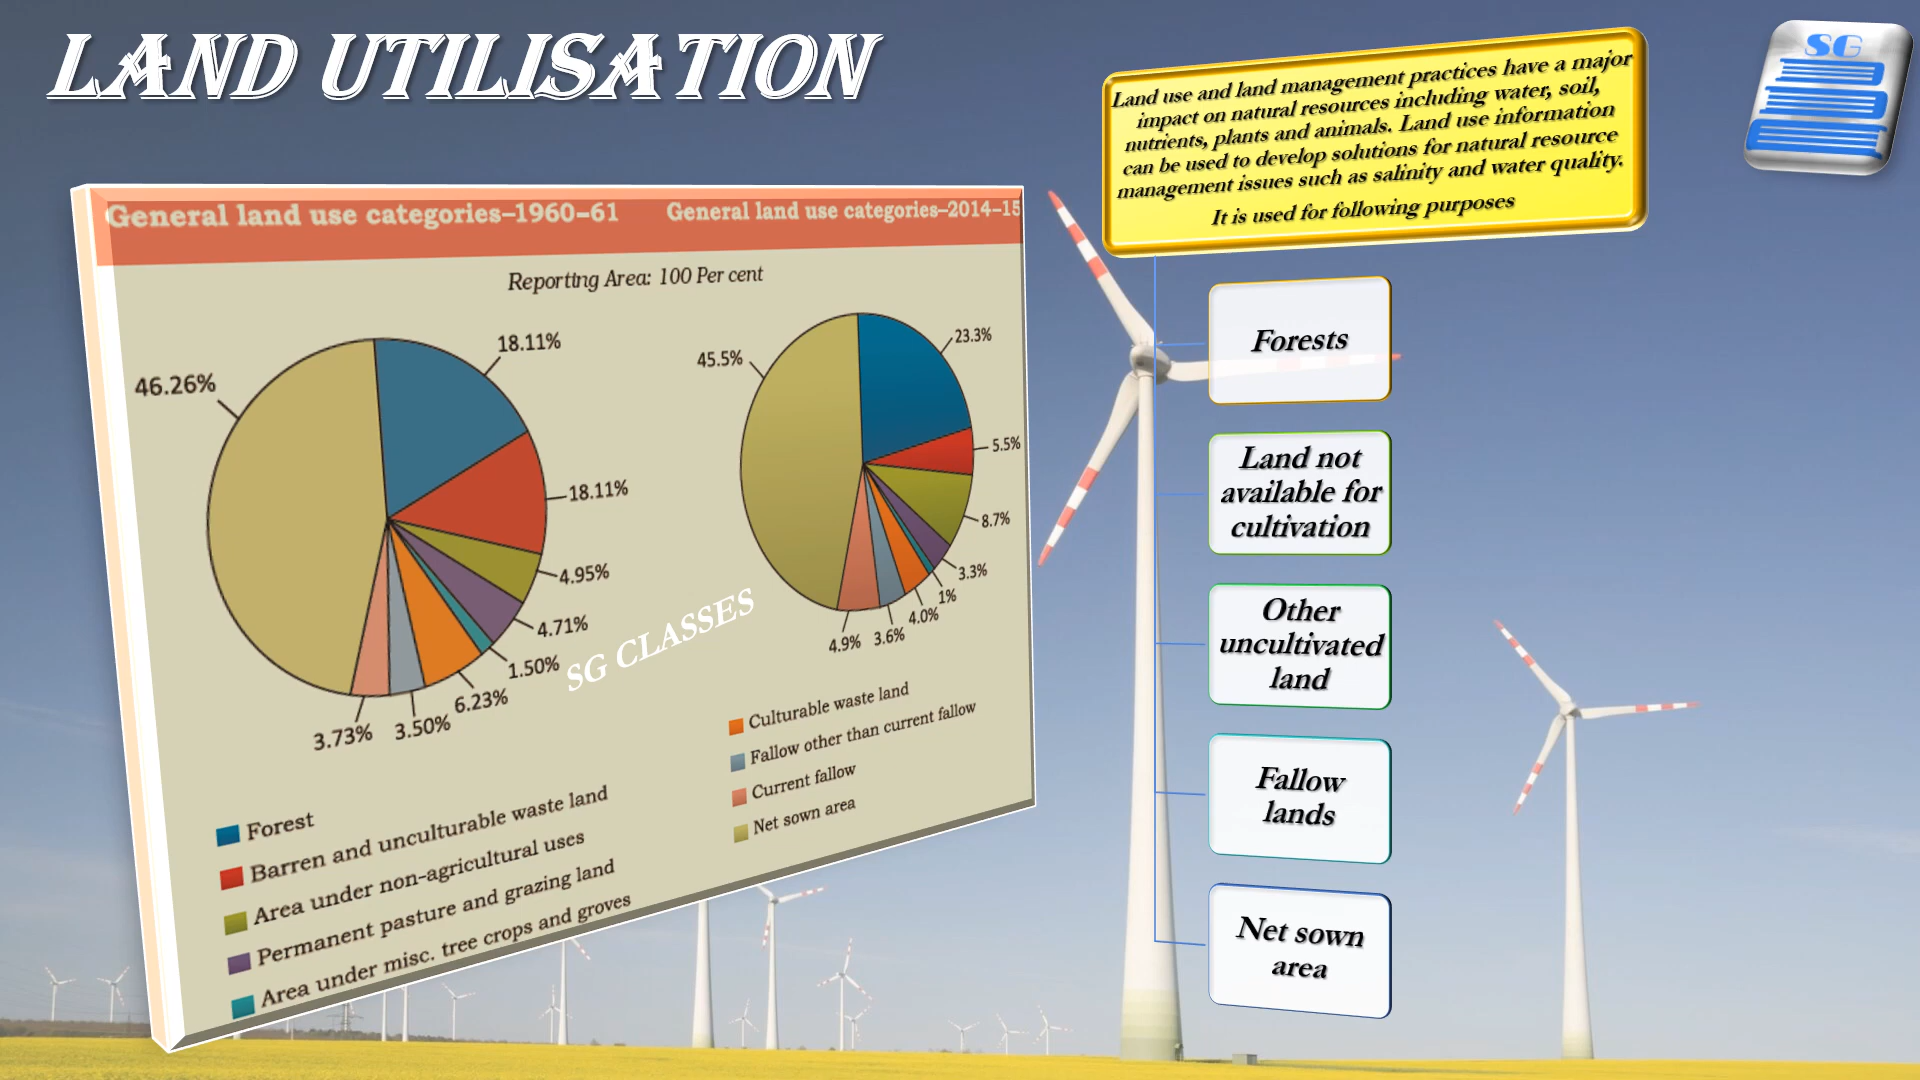 LAND UTILISATION
SG
Land use and land management practices have a major
impact on natural resources including water, soil,
nutrients, plants and animals. Land use information
can be used to develop solutions for natural resource
management issues such as salinity and water quality.
It is used for following purposes
General land use categories–1960–61
General land use categories–2014–15
Reporting Area: 100 Per cent
46.26%
18.11%
18.11%
4.95%
4.71%
1.50%
6.23%
3.50%
3.73%
45.5%
23.3%
5.5%
8.7%
3.3%
1%
4.0%
3.6%
4.9%
SG CLASSES
Forest
Barren and unculturable waste land
Area under non-agricultural uses
Permanent pasture and grazing land
Area under misc. tree crops and groves
Culturable waste land
Fallow other than current fallow
Current fallow
Net sown area
Forests
Land not
available for
cultivation
Other
uncultivated
land
Fallow
lands
Net sown
area